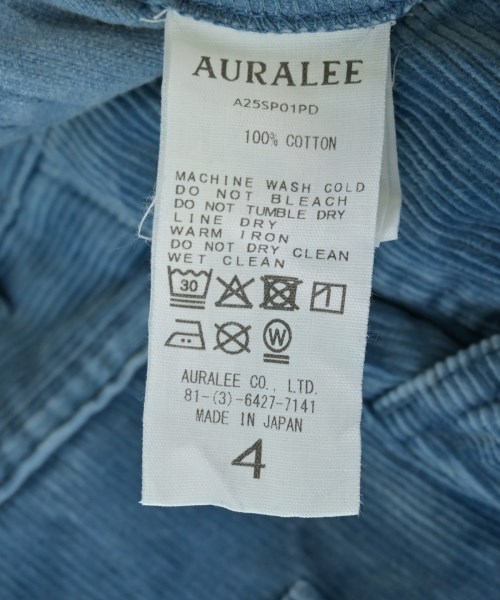 AURALEE
A25SP01PD
100% COTTON
MACHINE WASH COLD
DO NOT BLEACH
DO NOT TUMBLE DRY
LINE DRY
WARM IRON
DO NOT DRY CLEAN
WET CLEAN
30
W
AURALEE CO., LTD.
81-(3)-6427-7141
MADE IN JAPAN
4